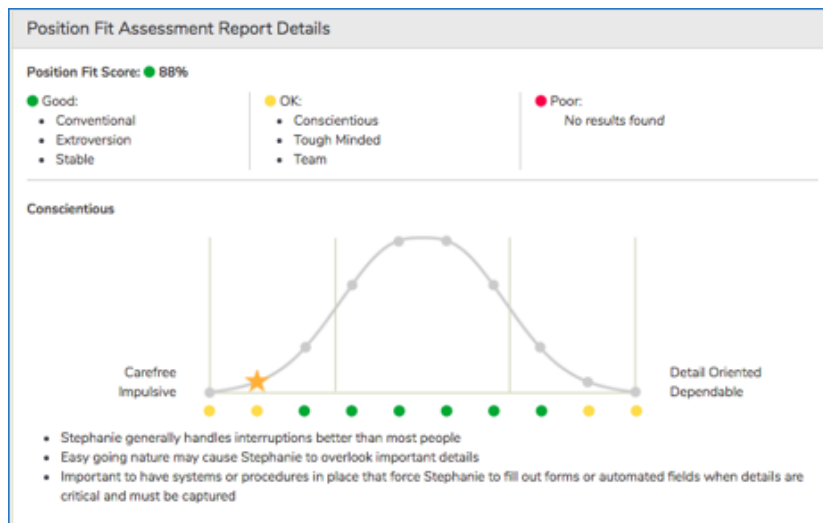 Position Fit Assessment Report Details
Position Fit Score: 88%
Good:
• Conventional
• Extroversion
• Stable
OK:
• Conscientious
• Tough Minded
• Team
Poor:
No results found
Conscientious
Carefree
Impulsive
Detail Oriented
Dependable
• Stephanie generally handles interruptions better than most people
• Easy going nature may cause Stephanie to overlook important details
• Important to have systems or procedures in place that force Stephanie to fill out forms or automated fields when details are
critical and must be captured